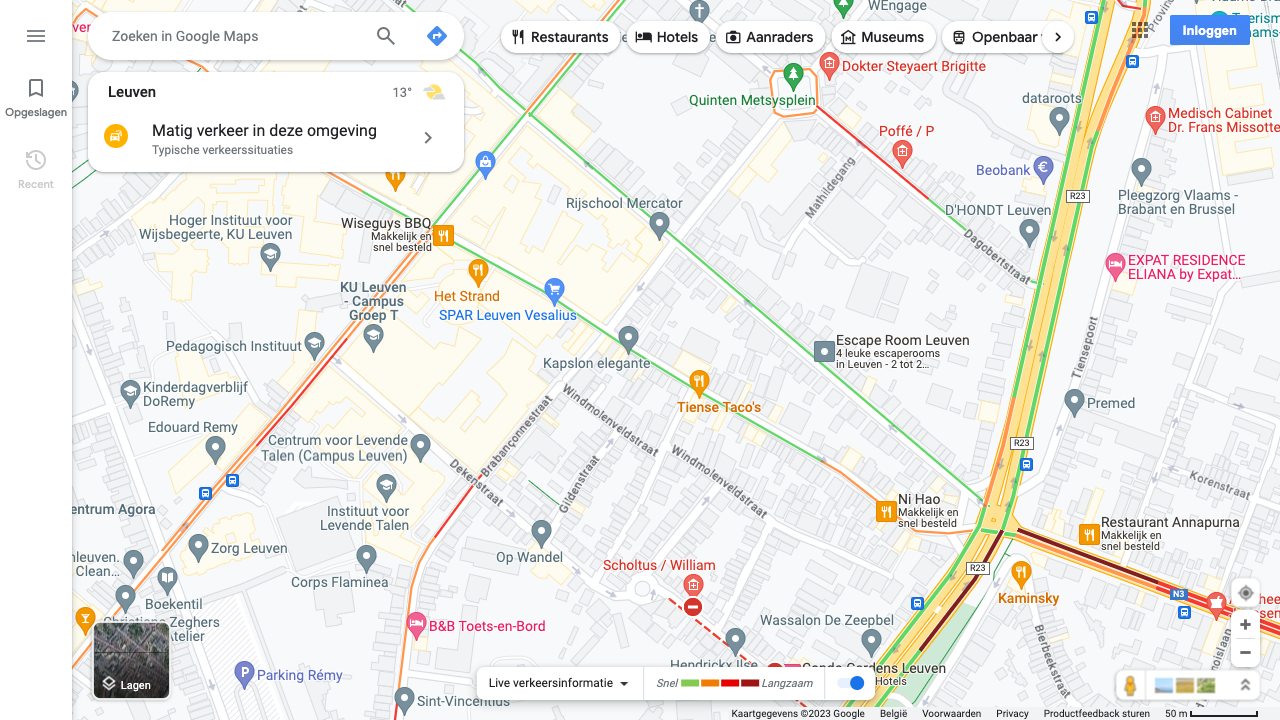 Zoeken in Google Maps
Restaurants
Hotels
Aanraders
Museums
Openbaar
Inloggen
WEngage
Opgeslagen
Recent
Leuven
13°
Matig verkeer in deze omgeving
Typische verkeerssituaties
Dokter Steyaert Brigitte
Quinten Metsysplein
dataroots
Medisch Cabinet
Dr. Frans Missotte
Poffé / P
Beobank
Mathildegang
R23
Pleegzorg Vlaams -
Brabant en Brussel
Rijschool Mercator
D'HONDT Leuven
Dagobertstraat
Hoger Instituut voor
Wijsbegeerte, KU Leuven
Wiseguys BBQ
Makkelijk en
snel besteld
EXPAT RESIDENCE
ELIANA by Expat...
KU Leuven
- Campus
Groep T
Het Strand
SPAR Leuven Vesalius
Pedagogisch Instituut
Kapslon elegante
Escape Room Leuven
4 leuke escaperooms
in Leuven - 2 tot 2...
Tiensepoort
Kinderdagverblijf
DoRemy
Tiense Taco's
Premed
Edouard Remy
Centrum voor Levende
Talen (Campus Leuven)
Brabançonnestraat
Windmolenveldstraat
Windmolenveldstraat
R23
Dekenstraat
Gildenstraat
Korenstraat
entrum Agora
Instituut voor
Levende Talen
Ni Hao
Makkelijk en
snel besteld
Restaurant Annapurna
Makkelijk en
snel besteld
Zorg Leuven
Op Wandel
Scholtus / William
R23
Corps Flaminea
Kaminsky
N3
Clean...
Boekentil
B&B Toets-en-Bord
Wassalon De Zeepbel
Bierbeekstraat
Parking Rémy
Hendrickx Ilse
Condo Gardens Leuven
Hotels
Sint-Vincentius
Lagen
Live verkeersinformatie
Snel
Langzaam
Kaartgegevens ©2023 Google
België
Voorwaarden
Privacy
Productfeedback sturen
50 m